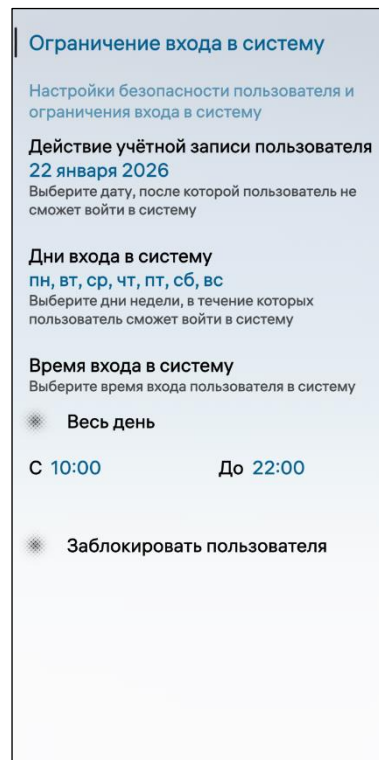 Ограничение входа в систему
Настройки безопасности пользователя и
ограничения входа в систему
Действие учётной записи пользователя
22 января 2026
Выберите дату, после которой пользователь не
сможет войти в систему
Дни входа в систему
пн, вт, ср, чт, пт, сб, вс
Выберите дни недели, в течение которых
пользователь сможет войти в систему
Время входа в систему
Выберите время входа пользователя в систему
Весь день
С 10:00 До 22:00
Заблокировать пользователя